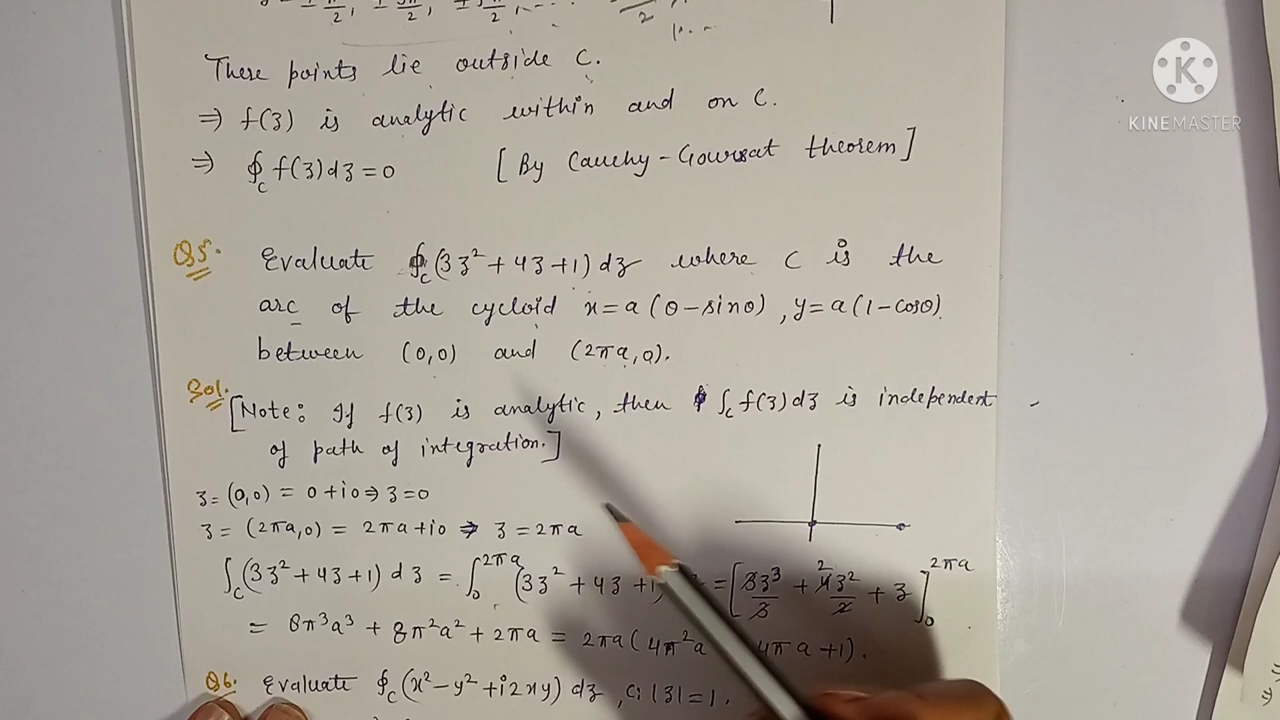 There points lie outside C.
⇒ f(z) is analytic within and on C.
⇒ ∮_C f(z)dz = 0 [By Cauchy-Goursat theorem]
KINEMASTER
Q5. Evaluate ∮_C (3z² + 4z + 1) dz where C is the
arc of the cycloid x = a(θ - sinθ), y = a(1 - cosθ)
between (0,0) and (2πa,0).
Sol. [Note: If f(z) is analytic, then ∫_C f(z)dz is independent
of path of integration.]
z = (0,0) = 0 + i0 ⇒ z = 0
z = (2πa,0) = 2πa + i0 ⇒ z = 2πa
∫_C (3z² + 4z + 1) dz = ∫_0^{2πa} (3z² + 4z + 1) = [3z³/3 + 4z²/2 + z]_0^{2πa}
= 8π³a³ + 8π²a² + 2πa = 2πa(4π²a 4πa + 1).
Q6. Evaluate ∮_C (x² - y² + i2xy) dz, C: |z| = 1.